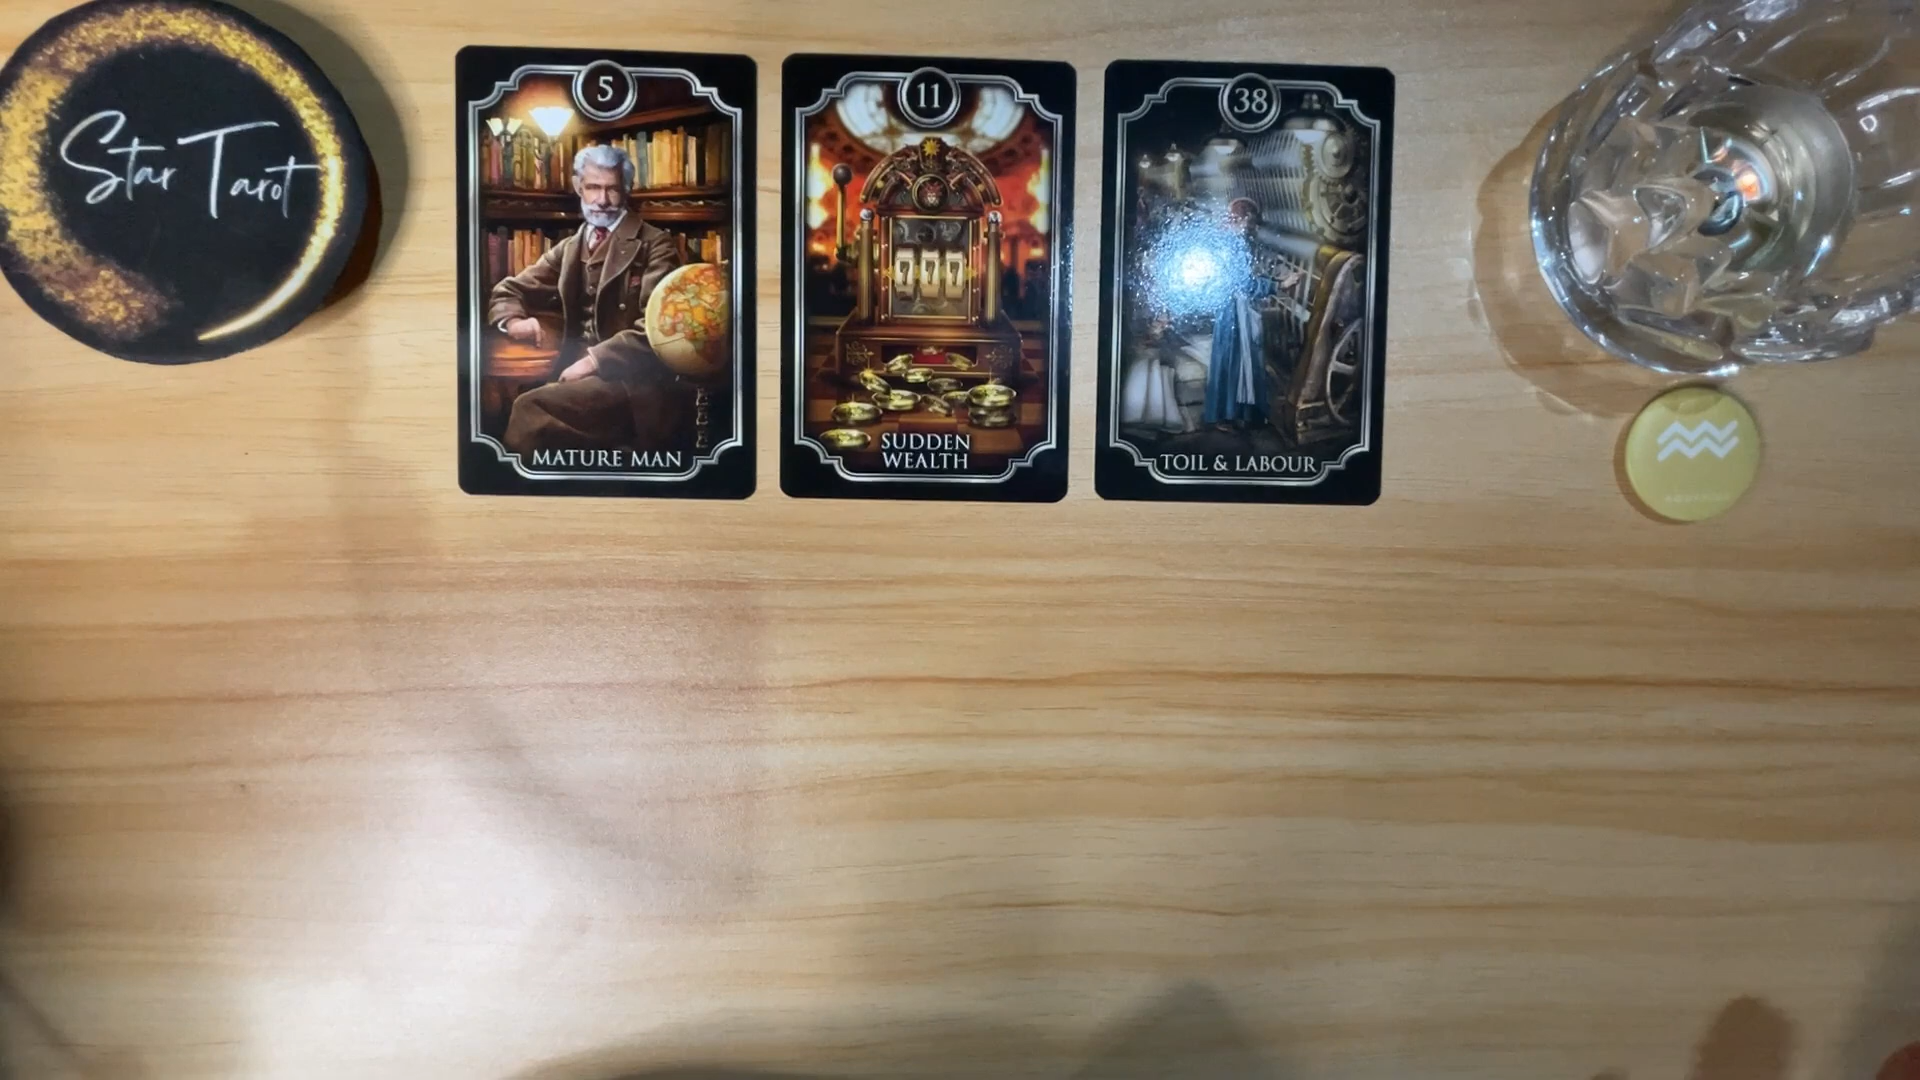 Star Tarot
5
MATURE MAN
11
777
SUDDEN
WEALTH
38
TOIL & LABOUR